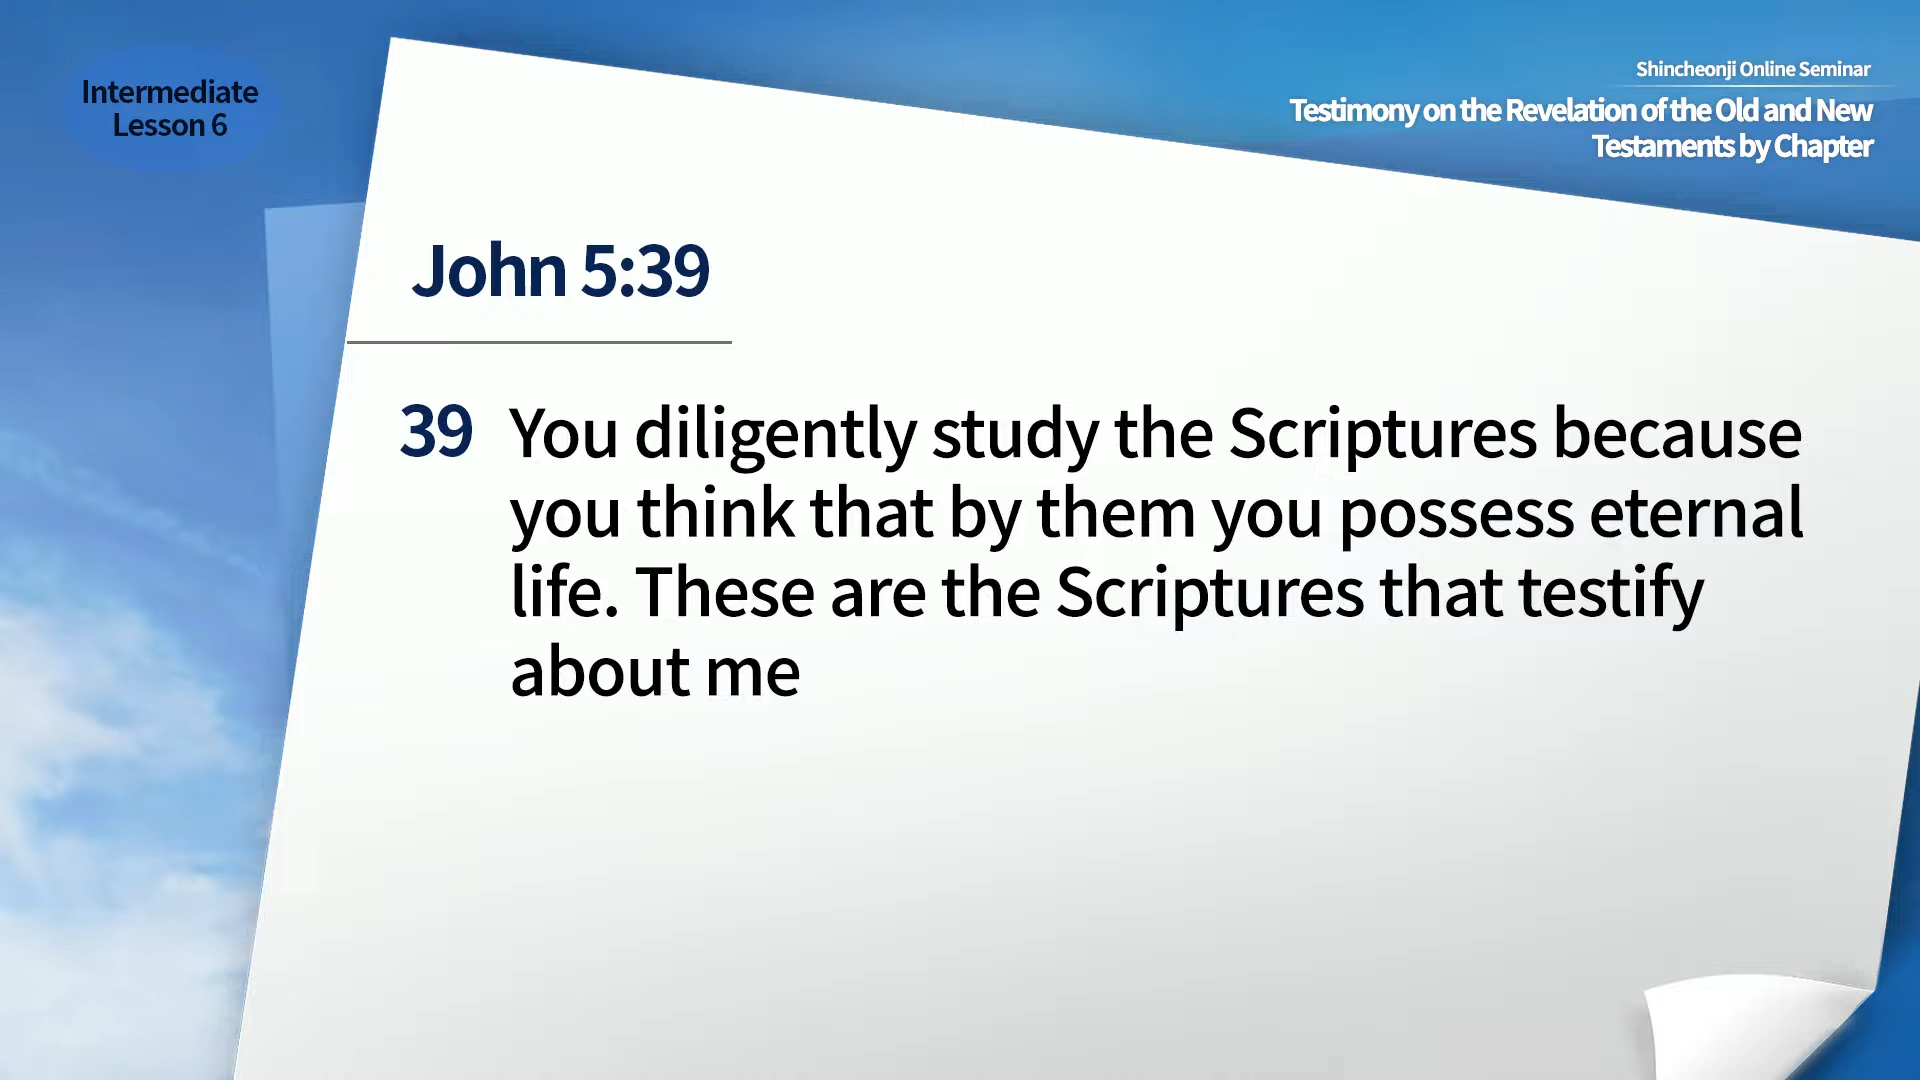 Intermediate
Lesson 6
Shincheonji Online Seminar
Testimony on the Revelation of the Old and New
Testaments by Chapter
John 5:39
39 You diligently study the Scriptures because
you think that by them you possess eternal
life. These are the Scriptures that testify
about me